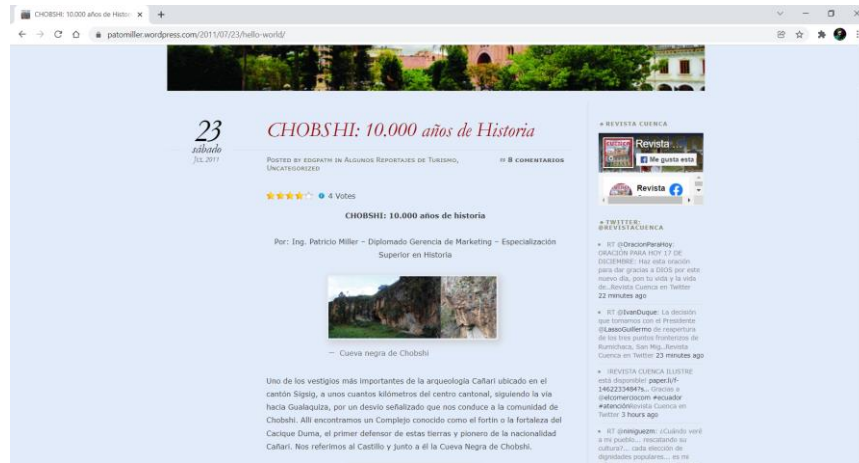 CHOBSHI: 10.000 años de Histor
patomiller.wordpress.com/2011/07/23/hello-world/
23
sábado
JUL 2011
CHOBSHI: 10.000 años de Historia
POSTED BY EDGPATH IN ALGUNOS REPORTAJES DE TURISMO,
UNCATEGORIZED
≈ 8 COMENTARIOS
4 Votes
CHOBSHI: 10.000 años de historia
Por: Ing. Patricio Miller – Diplomado Gerencia de Marketing – Especialización
Superior en Historia
— Cueva negra de Chobshi
Uno de los vestigios más importantes de la arqueología Cañari ubicado en el
cantón Sigsig, a unos cuantos kilómetros del centro cantonal, siguiendo la vía
hacia Gualaquiza, por un desvío señalizado que nos conduce a la comunidad de
Chobshi. Allí encontramos un Complejo conocido como el fortín o la fortaleza del
Cacique Duma, el primer defensor de estas tierras y pionero de la nacionalidad
Cañari. Nos referimos al Castillo y junto a él la Cueva Negra de Chobshi.
REVISTA CUENCA
Revista ...
Me gusta esta
Revista
TWITTER:
@REVISTACUENCA
RT @OracionParaHoy:
ORACIÓN PARA HOY 17 DE
DICIEMBRE: Haz esta oración
para dar gracias a DIOS por este
nuevo día, pon tu vida y la vida
de...Revista Cuenca en Twitter
22 minutes ago
RT @IvanDuque: La decisión
que tomamos con el Presidente
@LassoGuillermo de reapertura
de los tres puntos fronterizos de
Rumichaca, San Mig...Revista
Cuenca en Twitter 23 minutes ago
¡REVISTA CUENCA ILUSTRE
está disponible! paper.li/f-
1462233484?s... Gracias a
@elcomerciocom #ecuador
#atenciónRevista Cuenca en
Twitter 3 hours ago
RT @niniguezm: ¿Cuándo veré
a mi pueblo... rescatando su
cultura?... cada elección de
dignidades populares... es mi